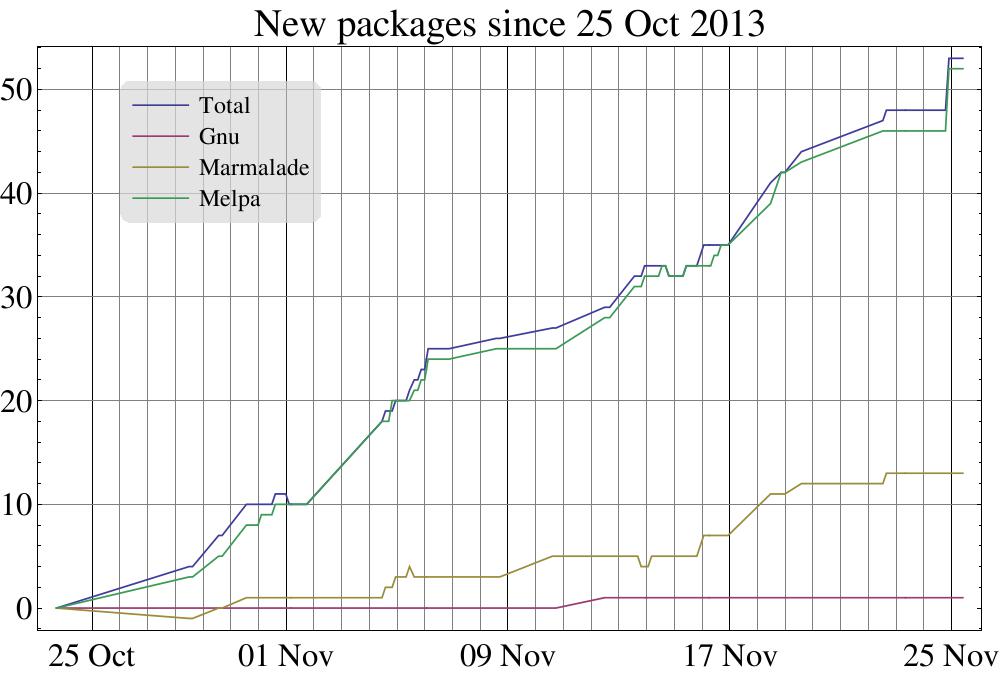 New packages since 25 Oct 2013
50
40
30
20
10
0
Total
Gnu
Marmalade
Melpa
25 Oct
01 Nov
09 Nov
17 Nov
25 Nov